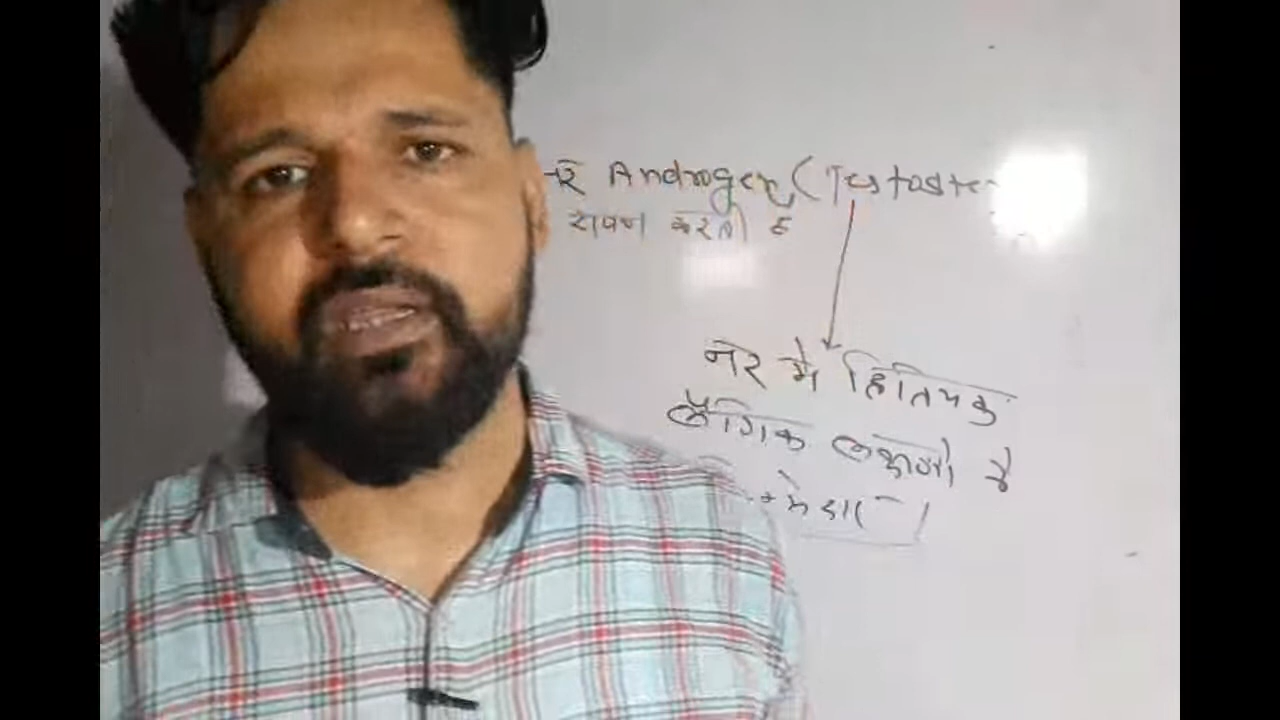 Androgen (Testoste
स्रावण करती है
नर में द्वितियक
लैंगिक लक्षणों के